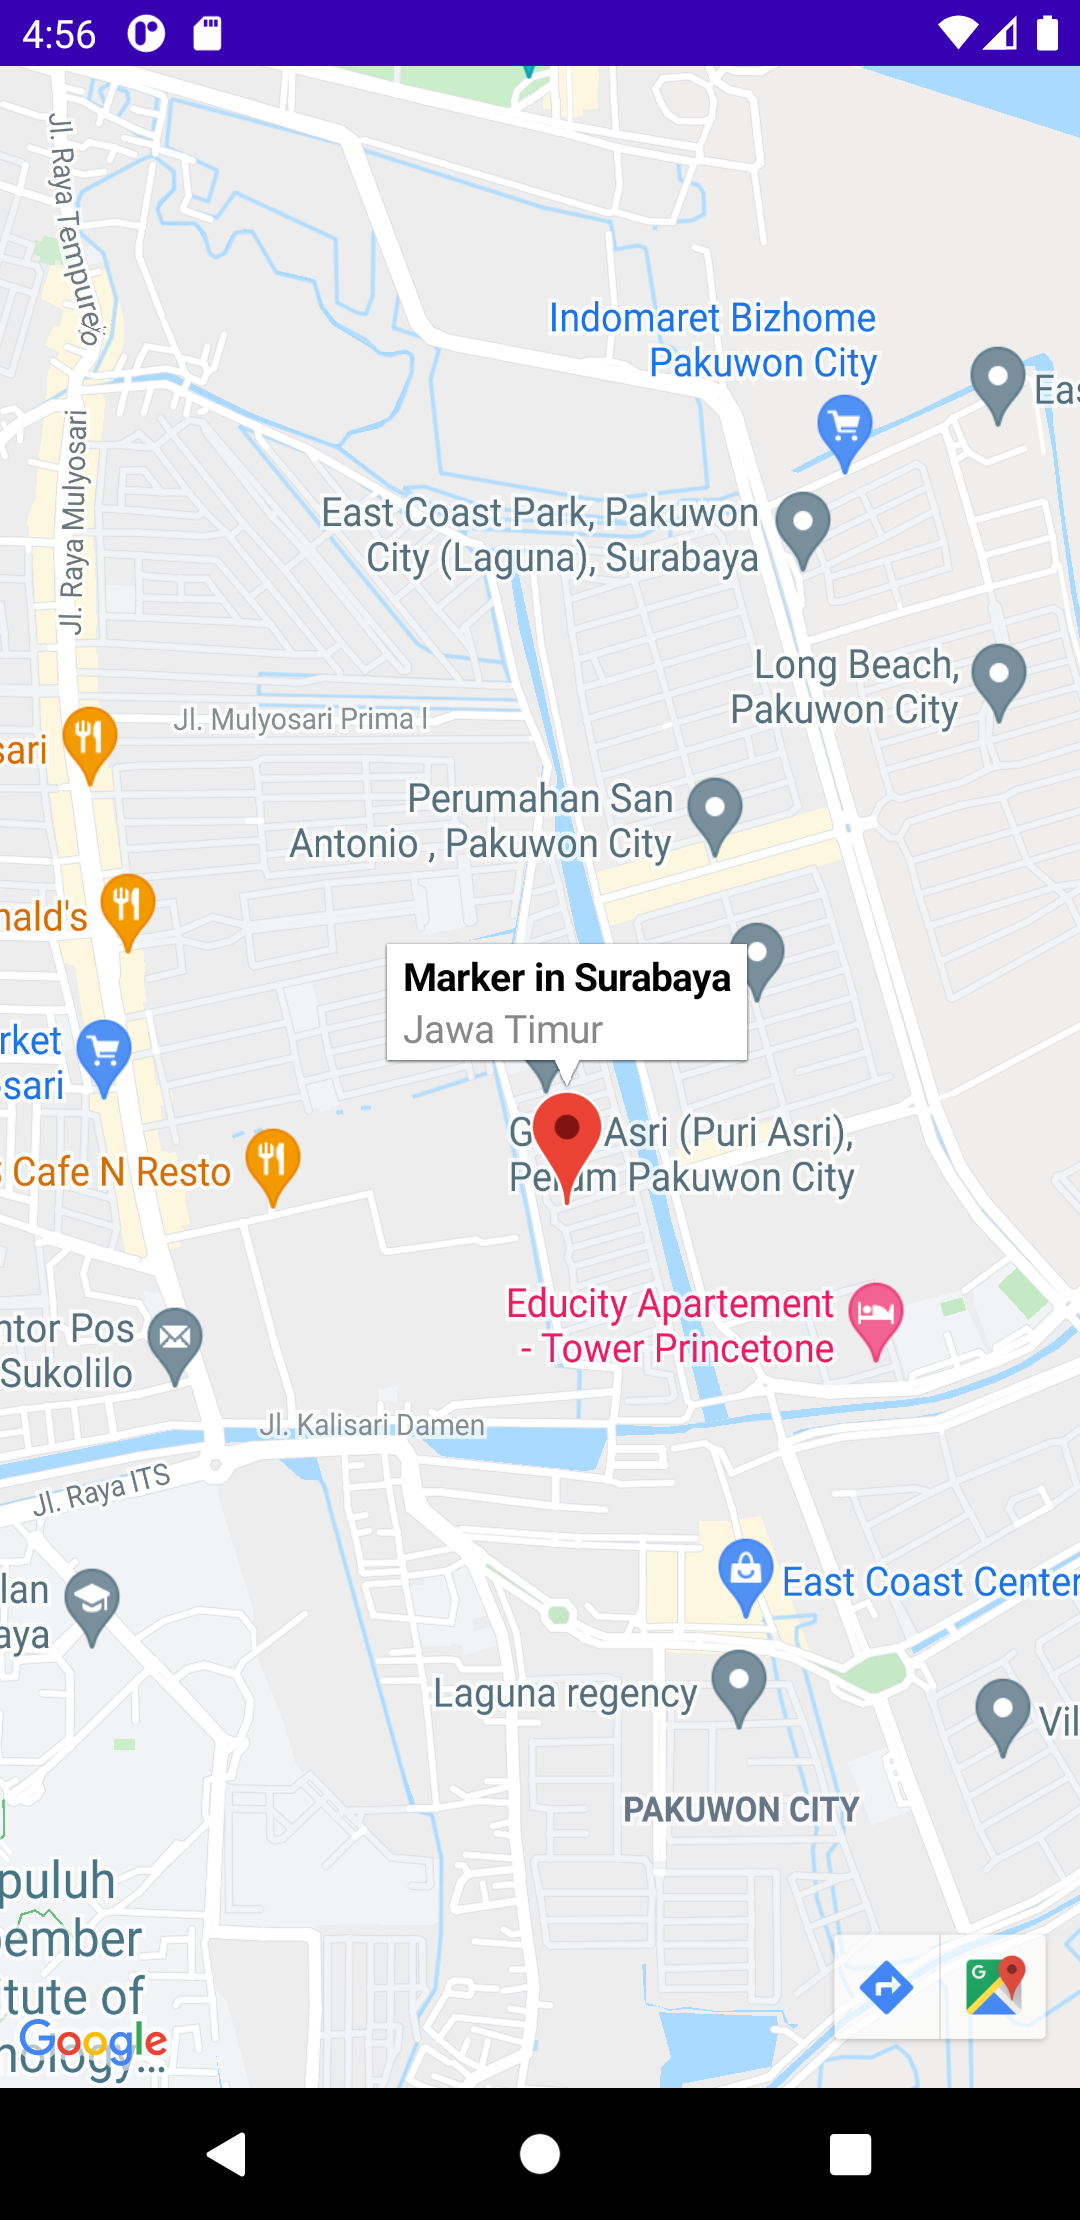 4:56
Jl. Raya Tempurejo
Indomaret Bizhome
Pakuwon City
Eas
Jl. Raya Mulyosari
East Coast Park, Pakuwon
City (Laguna), Surabaya
Long Beach,
Pakuwon City
Jl. Mulyosari Prima I
sari
Perumahan San
Antonio , Pakuwon City
nald's
Marker in Surabaya
Jawa Timur
rket
sari
Asri (Puri Asri),
Pakuwon City
Cafe N Resto
Educity Apartement
- Tower Princetone
ntor Pos
Sukolilo
Jl. Kalisari Damen
Jl. Raya ITS
East Coast Center
lan
aya
Laguna regency
Vil
PAKUWON CITY
puluh
ember
itute of
Google
nology...
G